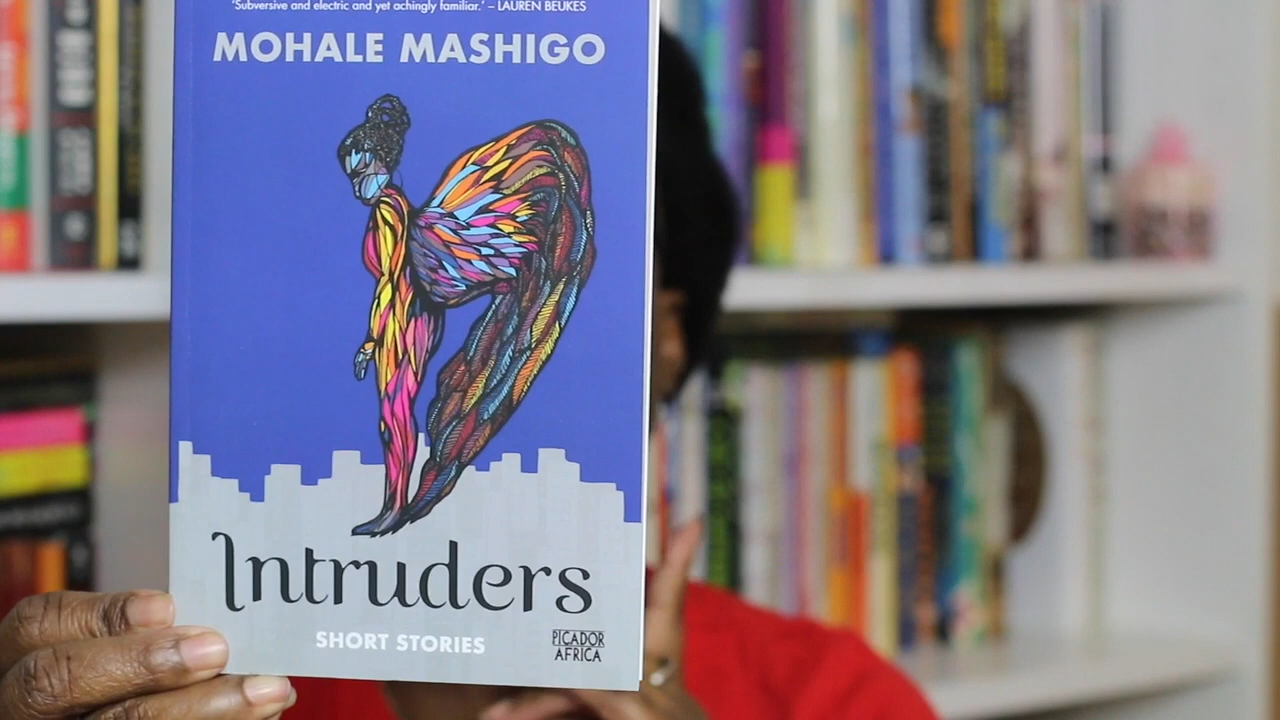 'Subversive and electric and yet achingly familiar.' – LAUREN BEUKES
MOHALE MASHIGO
Intruders
SHORT STORIES
PICADOR
AFRICA